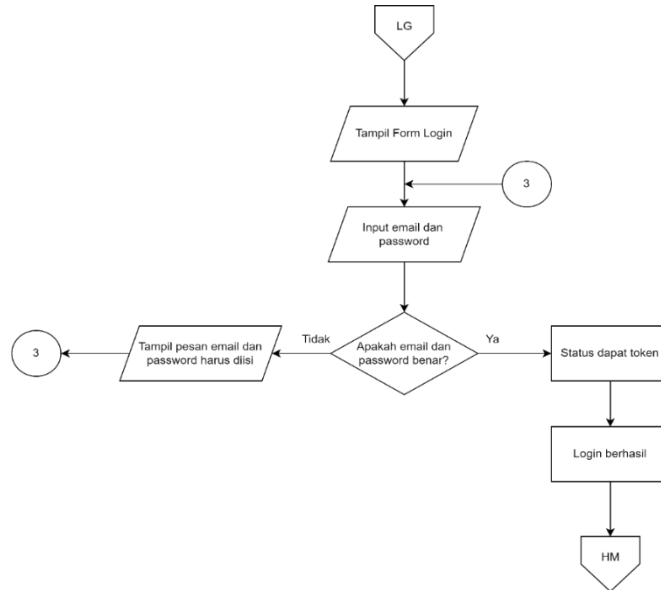 LG
Tampil Form Login
3
Input email dan
password
3
Tampil pesan email dan
password harus diisi
Tidak
Apakah email dan
password benar?
Ya
Status dapat token
Login berhasil
HM